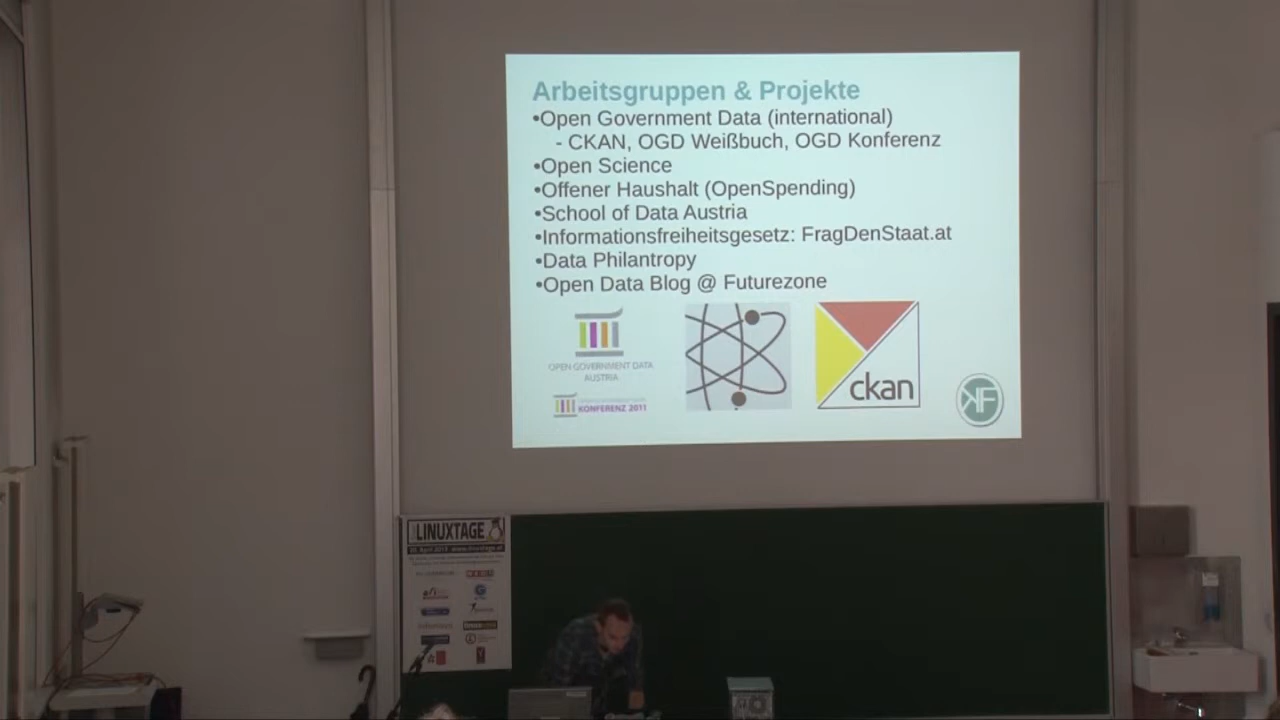 Arbeitsgruppen & Projekte
•Open Government Data (international)
- CKAN, OGD Weißbuch, OGD Konferenz
•Open Science
•Offener Haushalt (OpenSpending)
•School of Data Austria
•Informationsfreiheitsgesetz: FragDenStaat.at
•Data Philantropy
•Open Data Blog @ Futurezone
OPEN GOVERNMENT DATA
AUSTRIA
KONFERENZ 2011
ckan
KF
LINUXTAGE